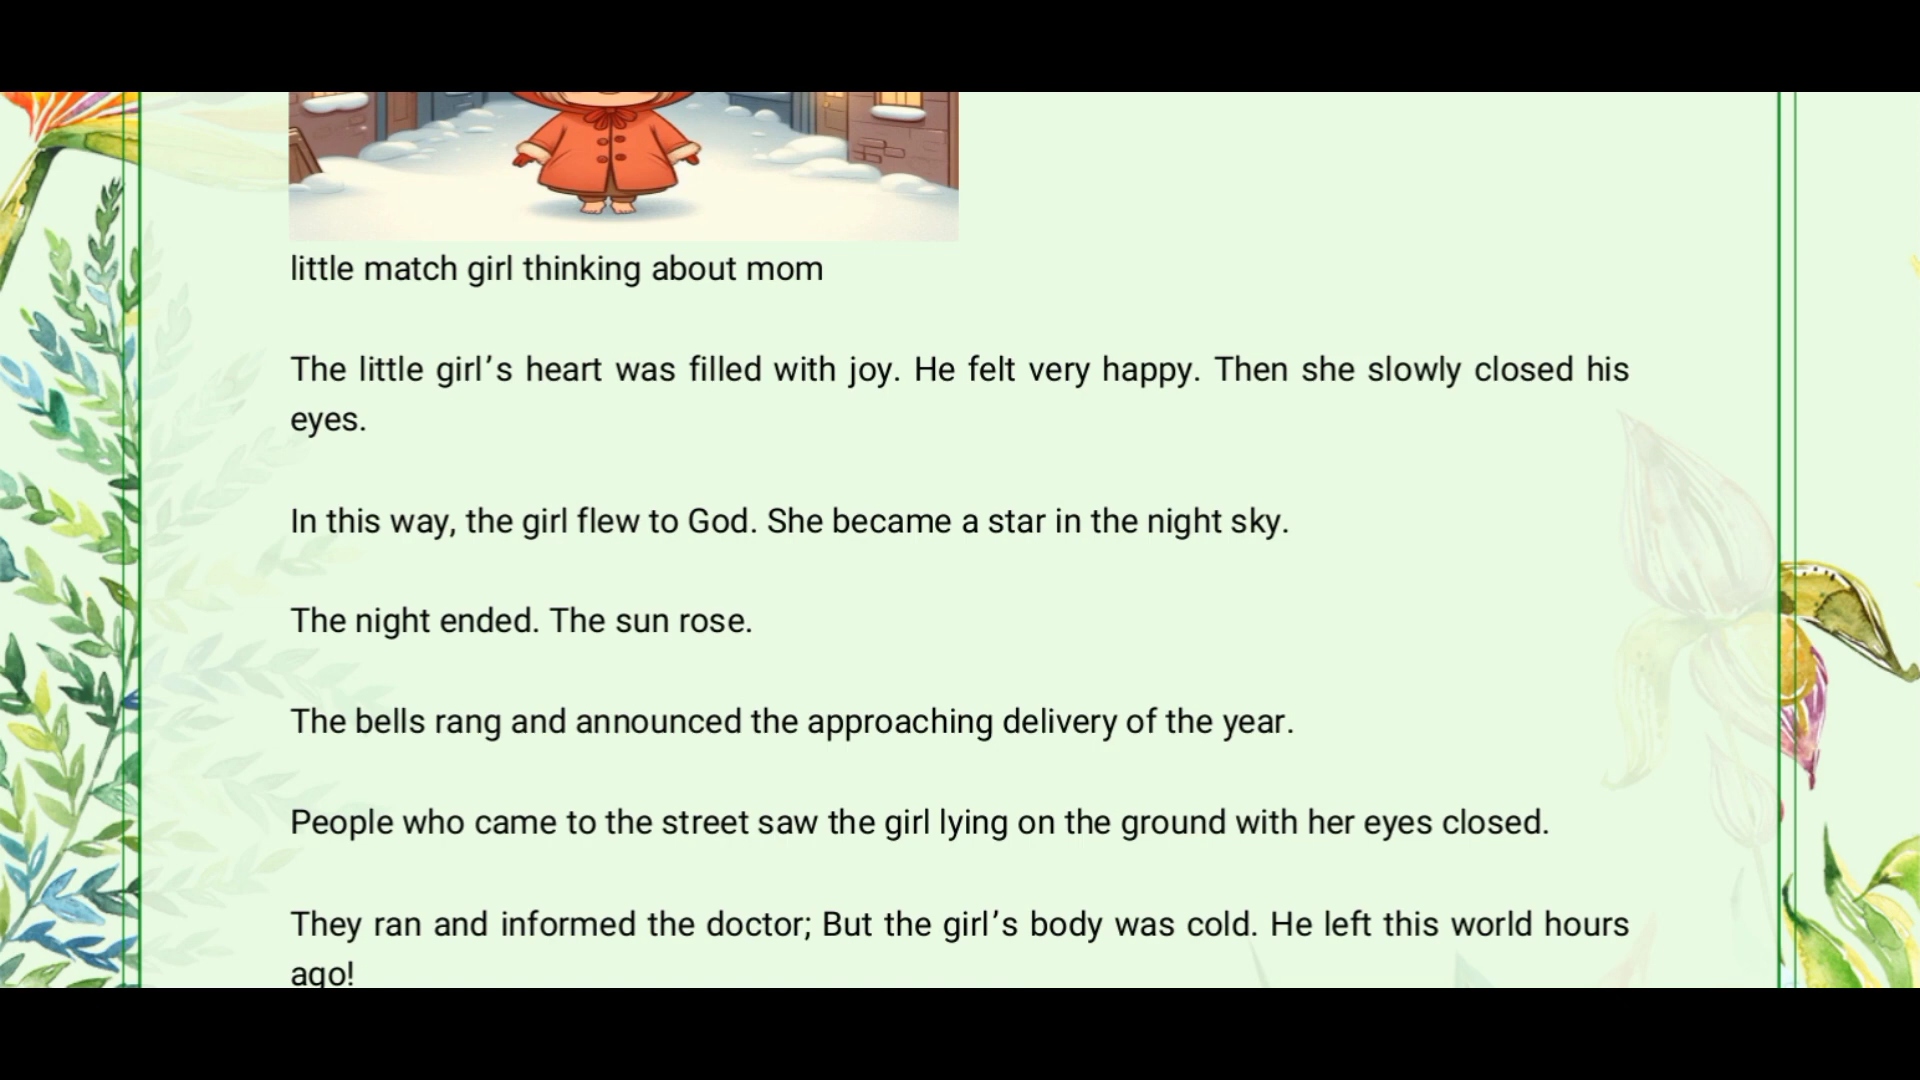 little match girl thinking about mom
The little girl’s heart was filled with joy. He felt very happy. Then she slowly closed his
eyes.
In this way, the girl flew to God. She became a star in the night sky.
The night ended. The sun rose.
The bells rang and announced the approaching delivery of the year.
People who came to the street saw the girl lying on the ground with her eyes closed.
They ran and informed the doctor; But the girl’s body was cold. He left this world hours
ago!